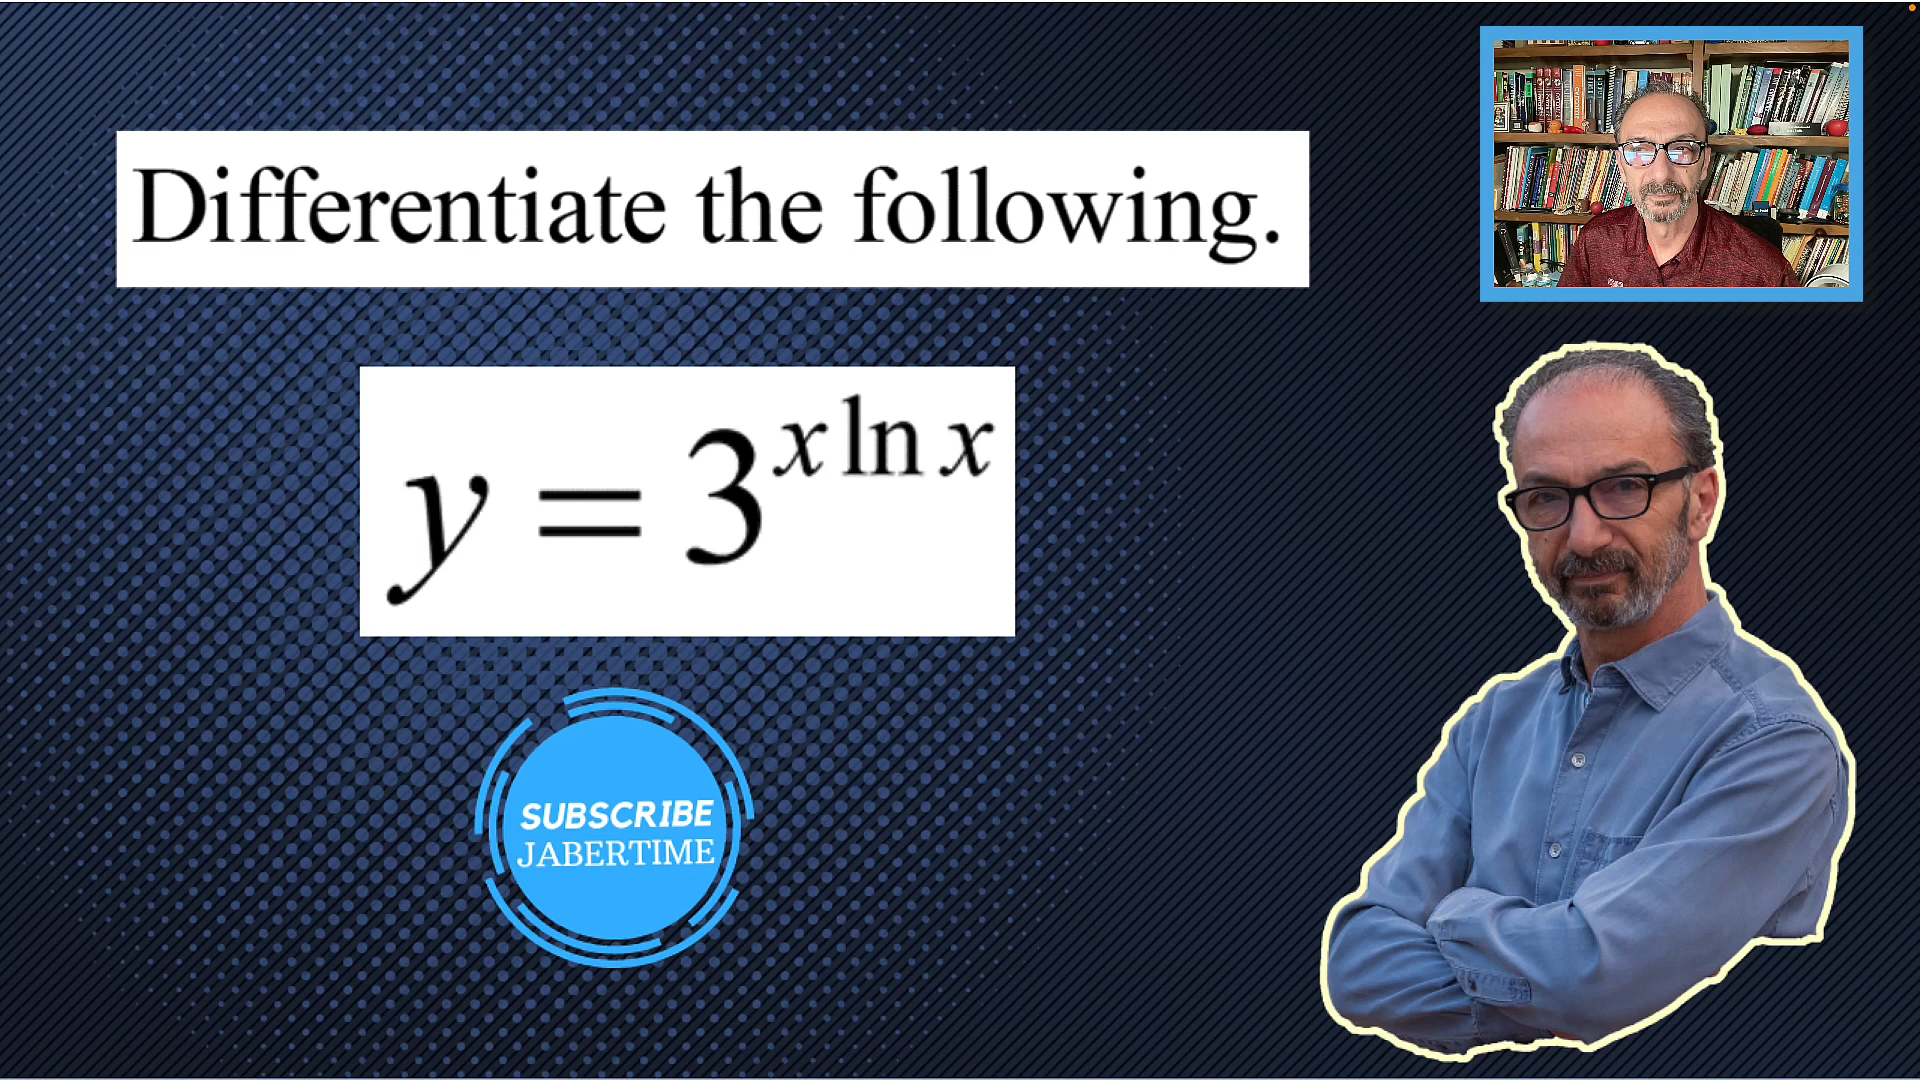 Differentiate the following.
y = 3^{x ln x}
SUBSCRIBE
JABERTIME